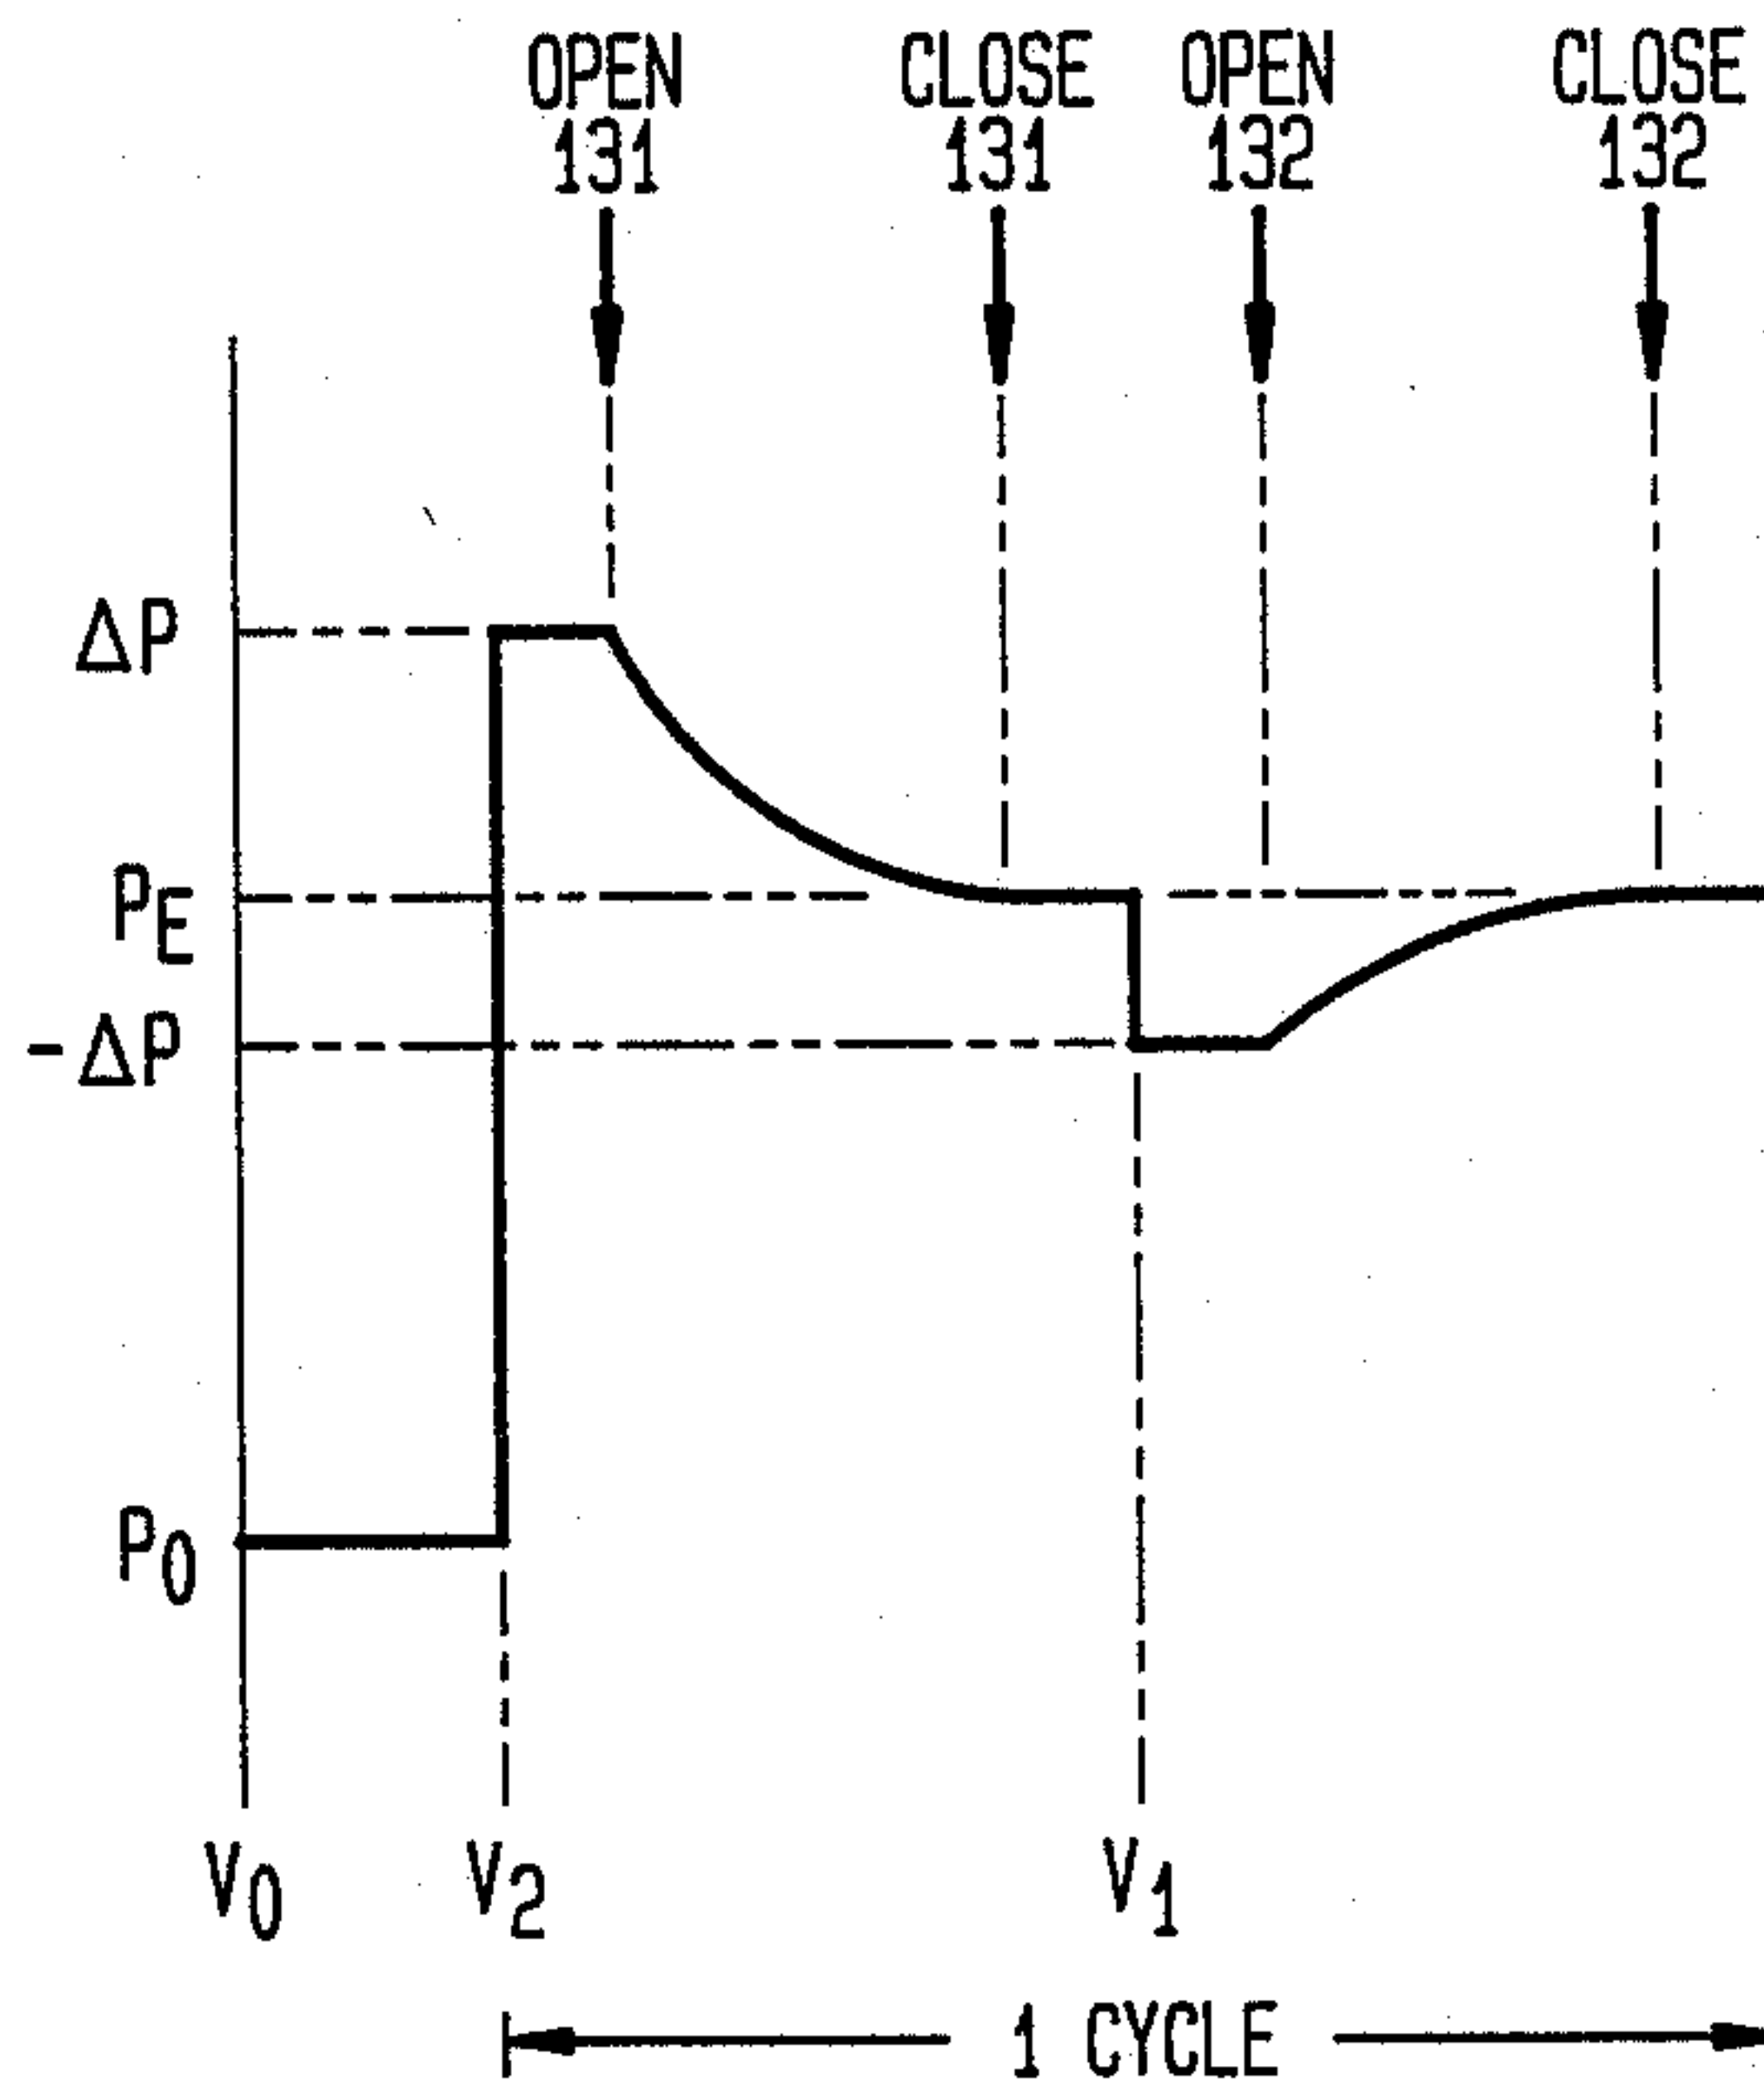 OPEN CLOSE OPEN CLOSE
131 131 132 132
ΔP
PE
-ΔP
P0
V0 V2 V1
1 CYCLE